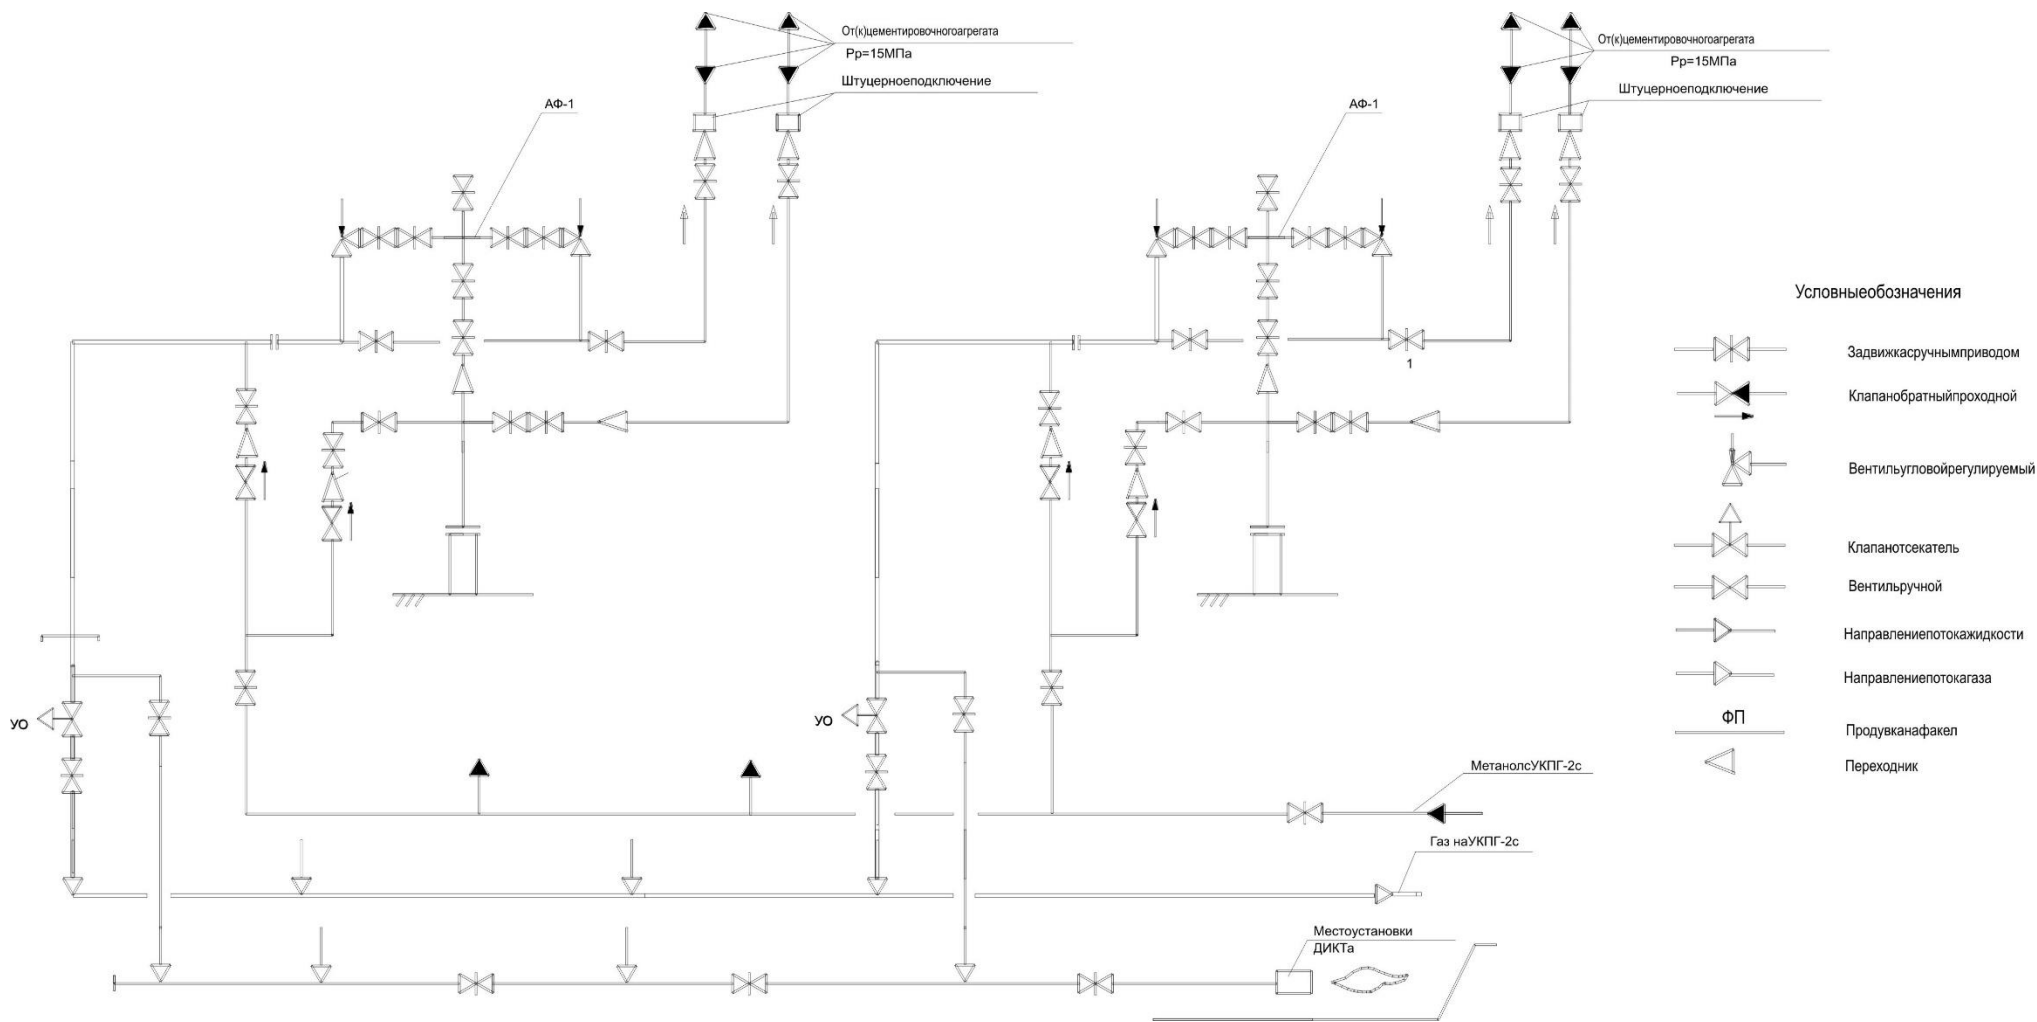 От(к)цементировочногоагрегата
Рр=15МПа
Штуцерноеподключение
АФ-1
От(к)цементировочногоагрегата
Рр=15МПа
Штуцерноеподключение
АФ-1
1
УО
УО
МетанолсУКПГ-2с
Газ наУКПГ-2с
Местоустановки
ДИКТа
Условныеобозначения
Задвижкасручнымприводом
Клапанобратныйпроходной
Вентильугловойрегулируемый
Клапанотсекатель
Вентильручной
Направлениепотокажидкости
Направлениепотокагаза
ФП
Продувканафакел
Переходник